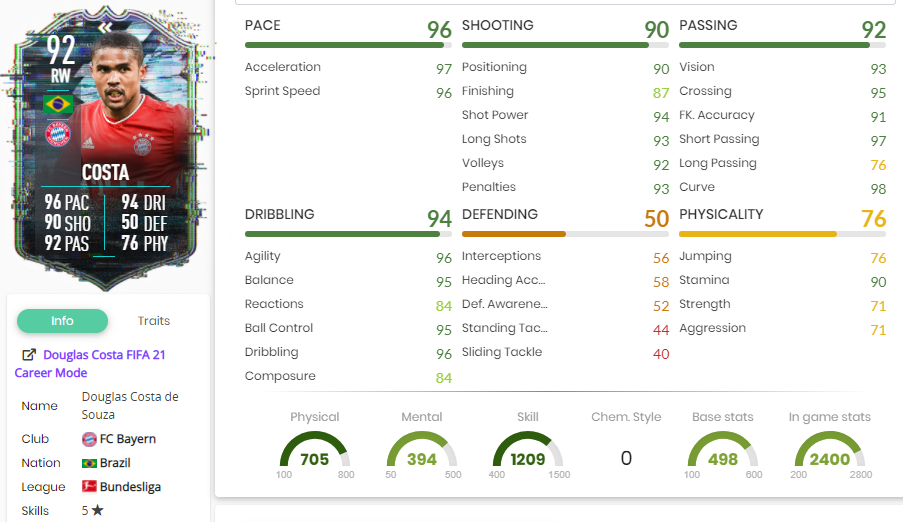 92
RW
COSTA
96 PAC 94 DRI
90 SHO 50 DEF
92 PAS 76 PHY
Info Traits
Douglas Costa FIFA 21
Career Mode
Name Douglas Costa de
Souza
Club FC Bayern
Nation Brazil
League Bundesliga
Skills 5 ★
PACE 96
Acceleration 97
Sprint Speed 96
SHOOTING 90
Positioning 90
Finishing 87
Shot Power 94
Long Shots 93
Volleys 92
Penalties 93
PASSING 92
Vision 93
Crossing 95
FK. Accuracy 91
Short Passing 97
Long Passing 76
Curve 98
DRIBBLING 94
Agility 96
Balance 95
Reactions 84
Ball Control 95
Dribbling 96
Composure 84
DEFENDING 50
Interceptions 56
Heading Acc... 58
Def. Awarene... 52
Standing Tac... 44
Sliding Tackle 40
PHYSICALITY 76
Jumping 76
Stamina 90
Strength 71
Aggression 71
Physical Mental Skill Chem. Style Base stats In game stats
705 394 1209 0 498 2400
100 800 50 500 400 1500 100 600 200 2800